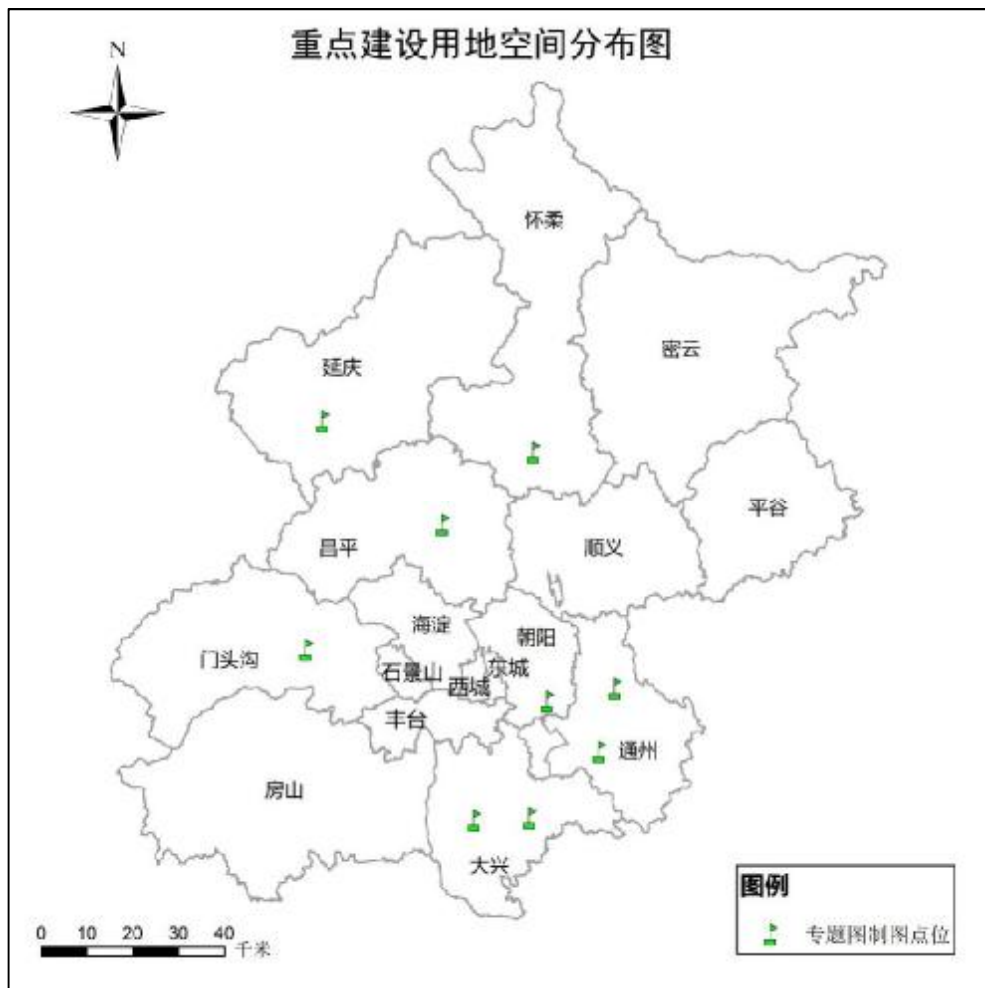 重点建设用地空间分布图
N
怀柔
密云
延庆
平谷
昌平
顺义
海淀
朝阳
门头沟
石景山
东城
西城
丰台
通州
房山
大兴
图例
专题图制图点位
0 10 20 30 40
千米